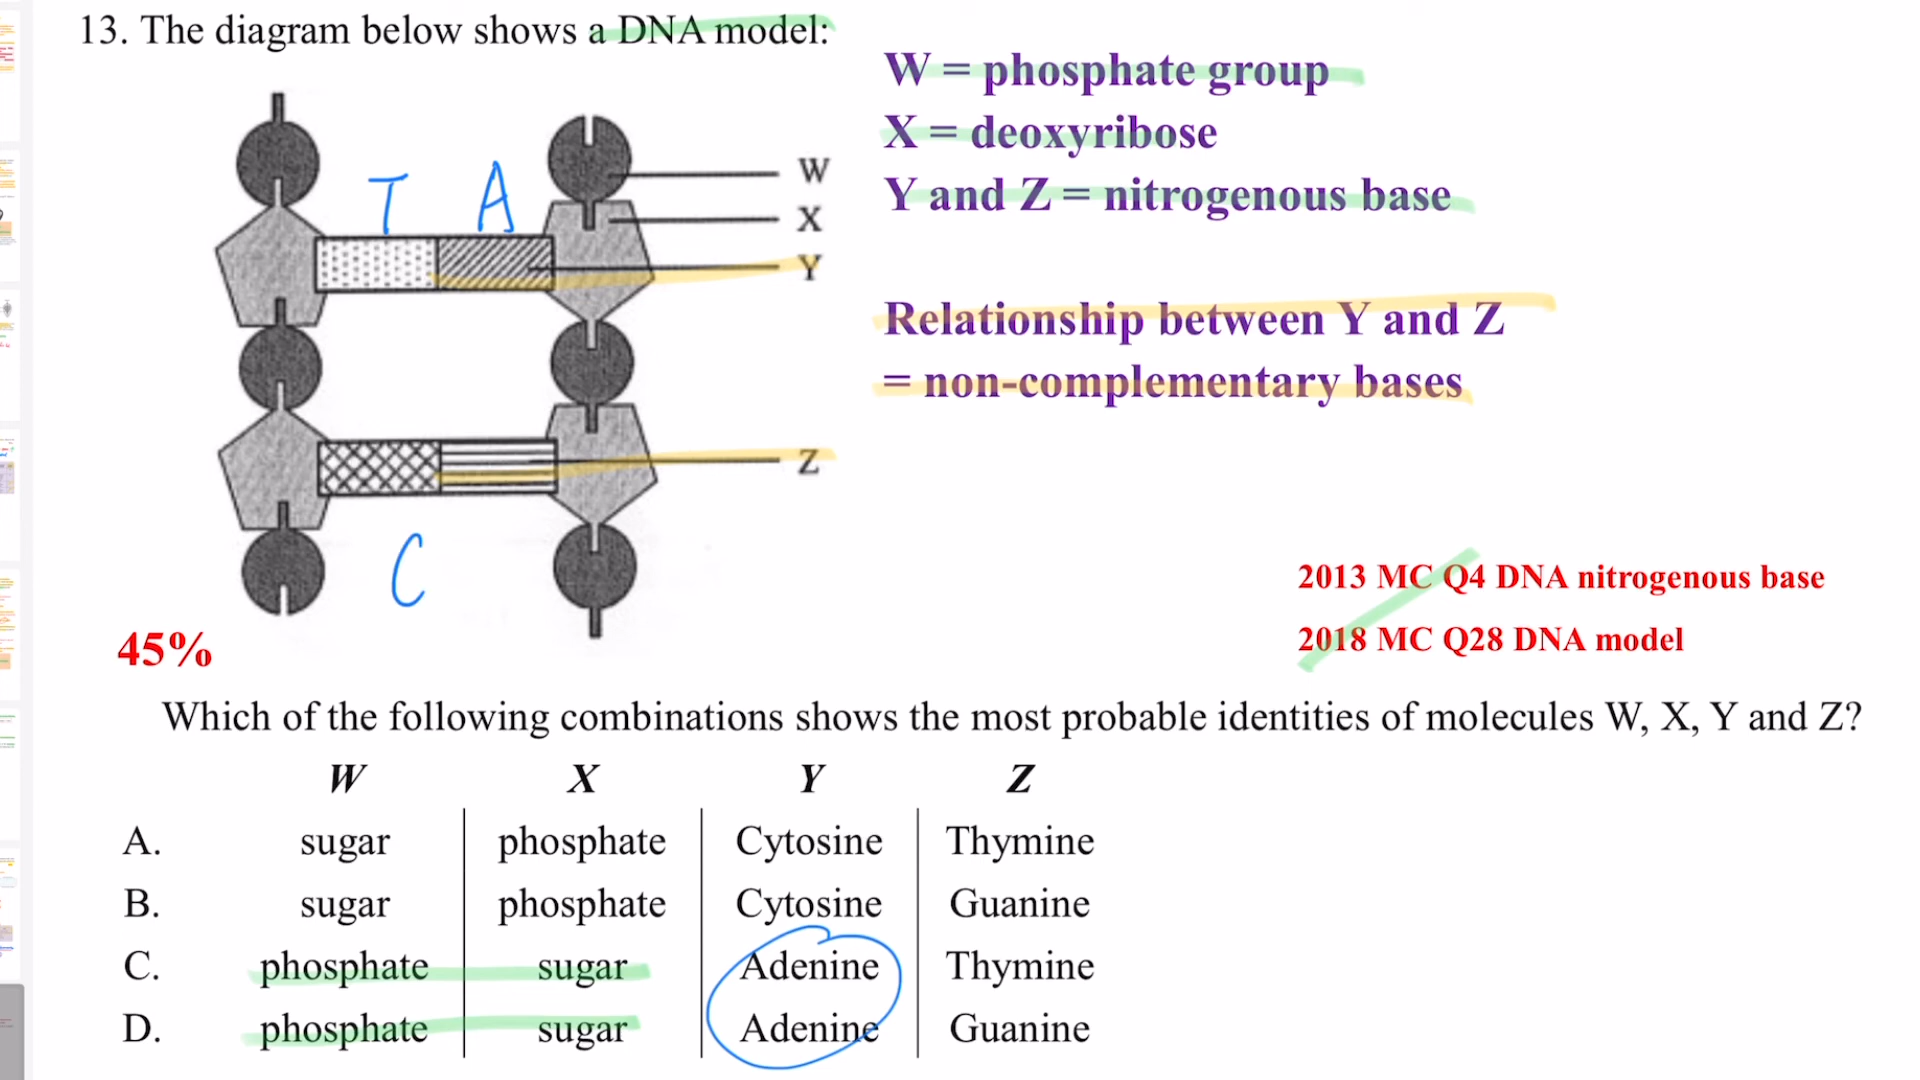 13. The diagram below shows a DNA model:
W = phosphate group
X = deoxyribose
Y and Z = nitrogenous base
T A
W
X
Y
Relationship between Y and Z
= non-complementary bases
Z
C
2013 MC Q4 DNA nitrogenous base
2018 MC Q28 DNA model
45%
Which of the following combinations shows the most probable identities of molecules W, X, Y and Z?
W X Y Z
A. sugar phosphate Cytosine Thymine
B. sugar phosphate Cytosine Guanine
C. phosphate sugar Adenine Thymine
D. phosphate sugar Adenine Guanine